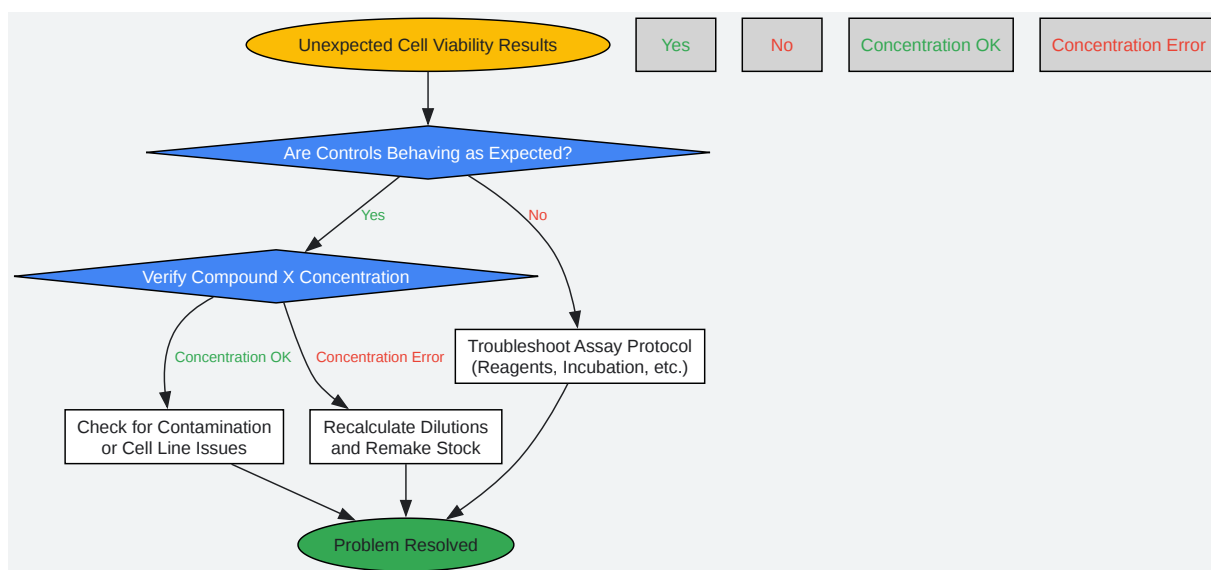 Unexpected Cell Viability Results
Yes
No
Concentration OK
Concentration Error
Are Controls Behaving as Expected?
Yes
No
Verify Compound X Concentration
Concentration OK
Concentration Error
Troubleshoot Assay Protocol
(Reagents, Incubation, etc.)
Check for Contamination
or Cell Line Issues
Recalculate Dilutions
and Remake Stock
Problem Resolved